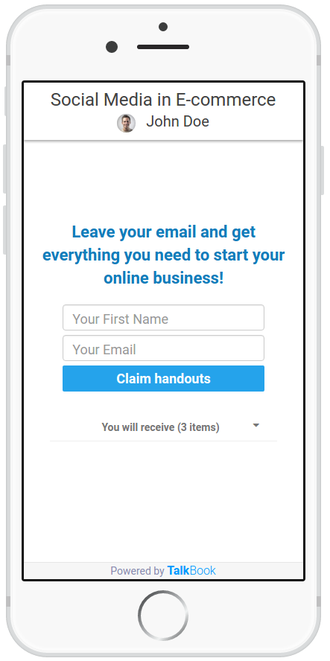 Social Media in E-commerce
John Doe
Leave your email and get
everything you need to start your
online business!
Your First Name
Your Email
Claim handouts
You will receive (3 items)
Powered by TalkBook